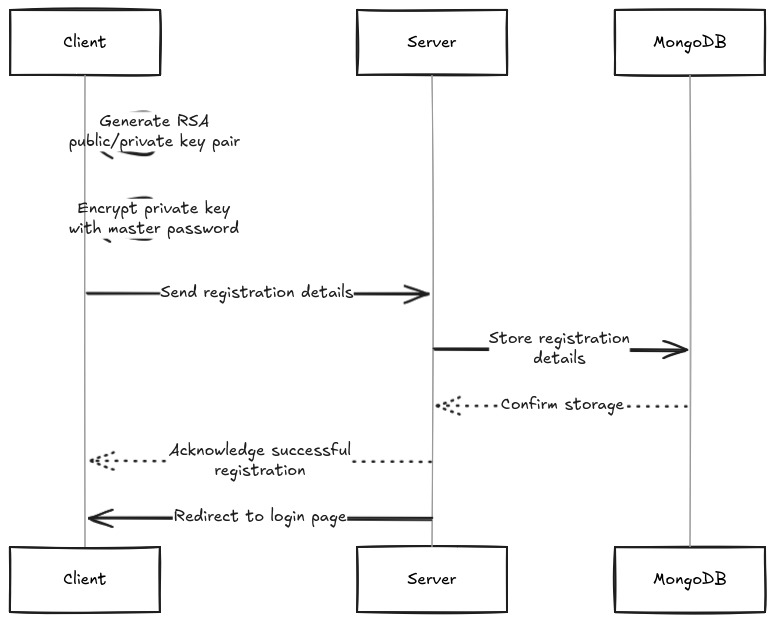 Client
Server
MongoDB
Generate RSA
public/private key pair
Encrypt private key
with master password
Send registration details
Store registration
details
Confirm storage
Acknowledge successful
registration
Redirect to login page
Client
Server
MongoDB